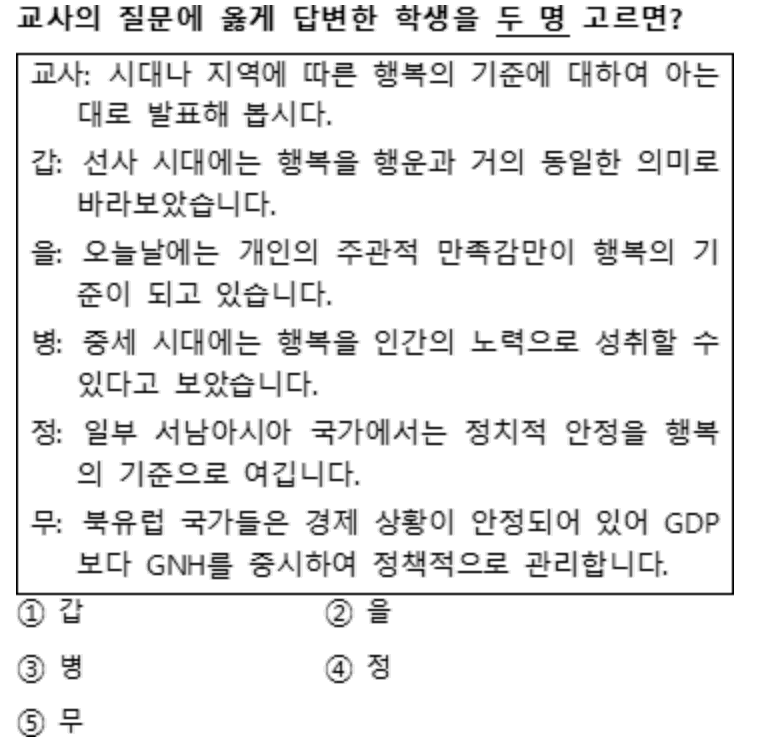 교사의 질문에 옳게 답변한 학생을 두 명 고르면?
교사: 시대나 지역에 따른 행복의 기준에 대하여 아는
대로 발표해 봅시다.
갑: 선사 시대에는 행복을 행운과 거의 동일한 의미로
바라보았습니다.
을: 오늘날에는 개인의 주관적 만족감만이 행복의 기
준이 되고 있습니다.
병: 중세 시대에는 행복을 인간의 노력으로 성취할 수
있다고 보았습니다.
정: 일부 서남아시아 국가에서는 정치적 안정을 행복
의 기준으로 여깁니다.
무: 북유럽 국가들은 경제 상황이 안정되어 있어 GDP
보다 GNH를 중시하여 정책적으로 관리합니다.
① 갑 ② 을
③ 병 ④ 정
⑤ 무